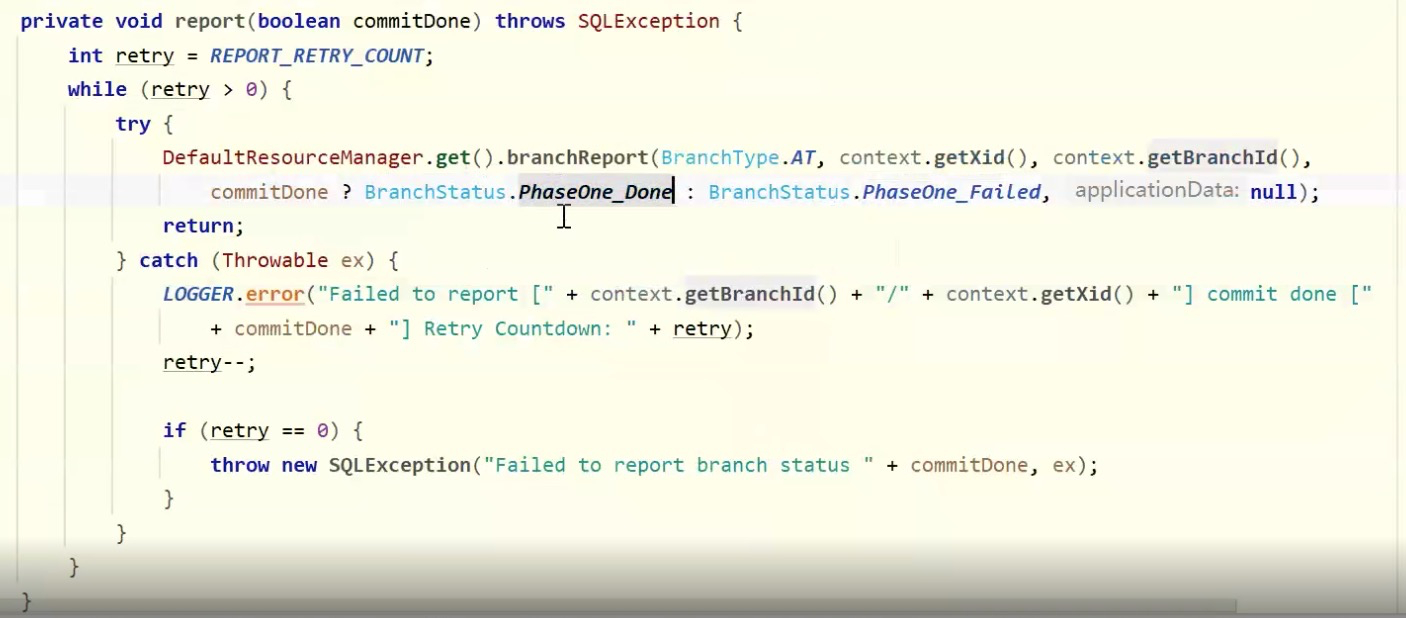 private void report(boolean commitDone) throws SQLException {
int retry = REPORT_RETRY_COUNT;
while (retry > 0) {
try {
DefaultResourceManager.get().branchReport(BranchType.AT, context.getXid(), context.getBranchId(),
commitDone ? BranchStatus.PhaseOne_Done : BranchStatus.PhaseOne_Failed, applicationData: null);
return;
} catch (Throwable ex) {
LOGGER.error("Failed to report [" + context.getBranchId() + "/" + context.getXid() + "] commit done ["
+ commitDone + "] Retry Countdown: " + retry);
retry--;
if (retry == 0) {
throw new SQLException("Failed to report branch status " + commitDone, ex);
}
}
}
}